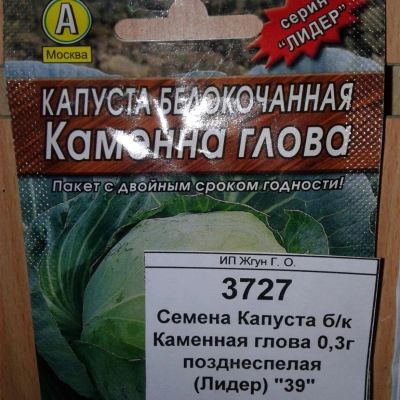 А
Москва
серия
"ЛИДЕР"
КАПУСТА БЕЛОКОЧАННАЯ
Каменна глова
Пакет с двойным сроком годности!
ИП Жгун Г. О.
3727
Семена Капуста б/к
Каменная глова 0,3г
позднеспелая
(Лидер) "39"